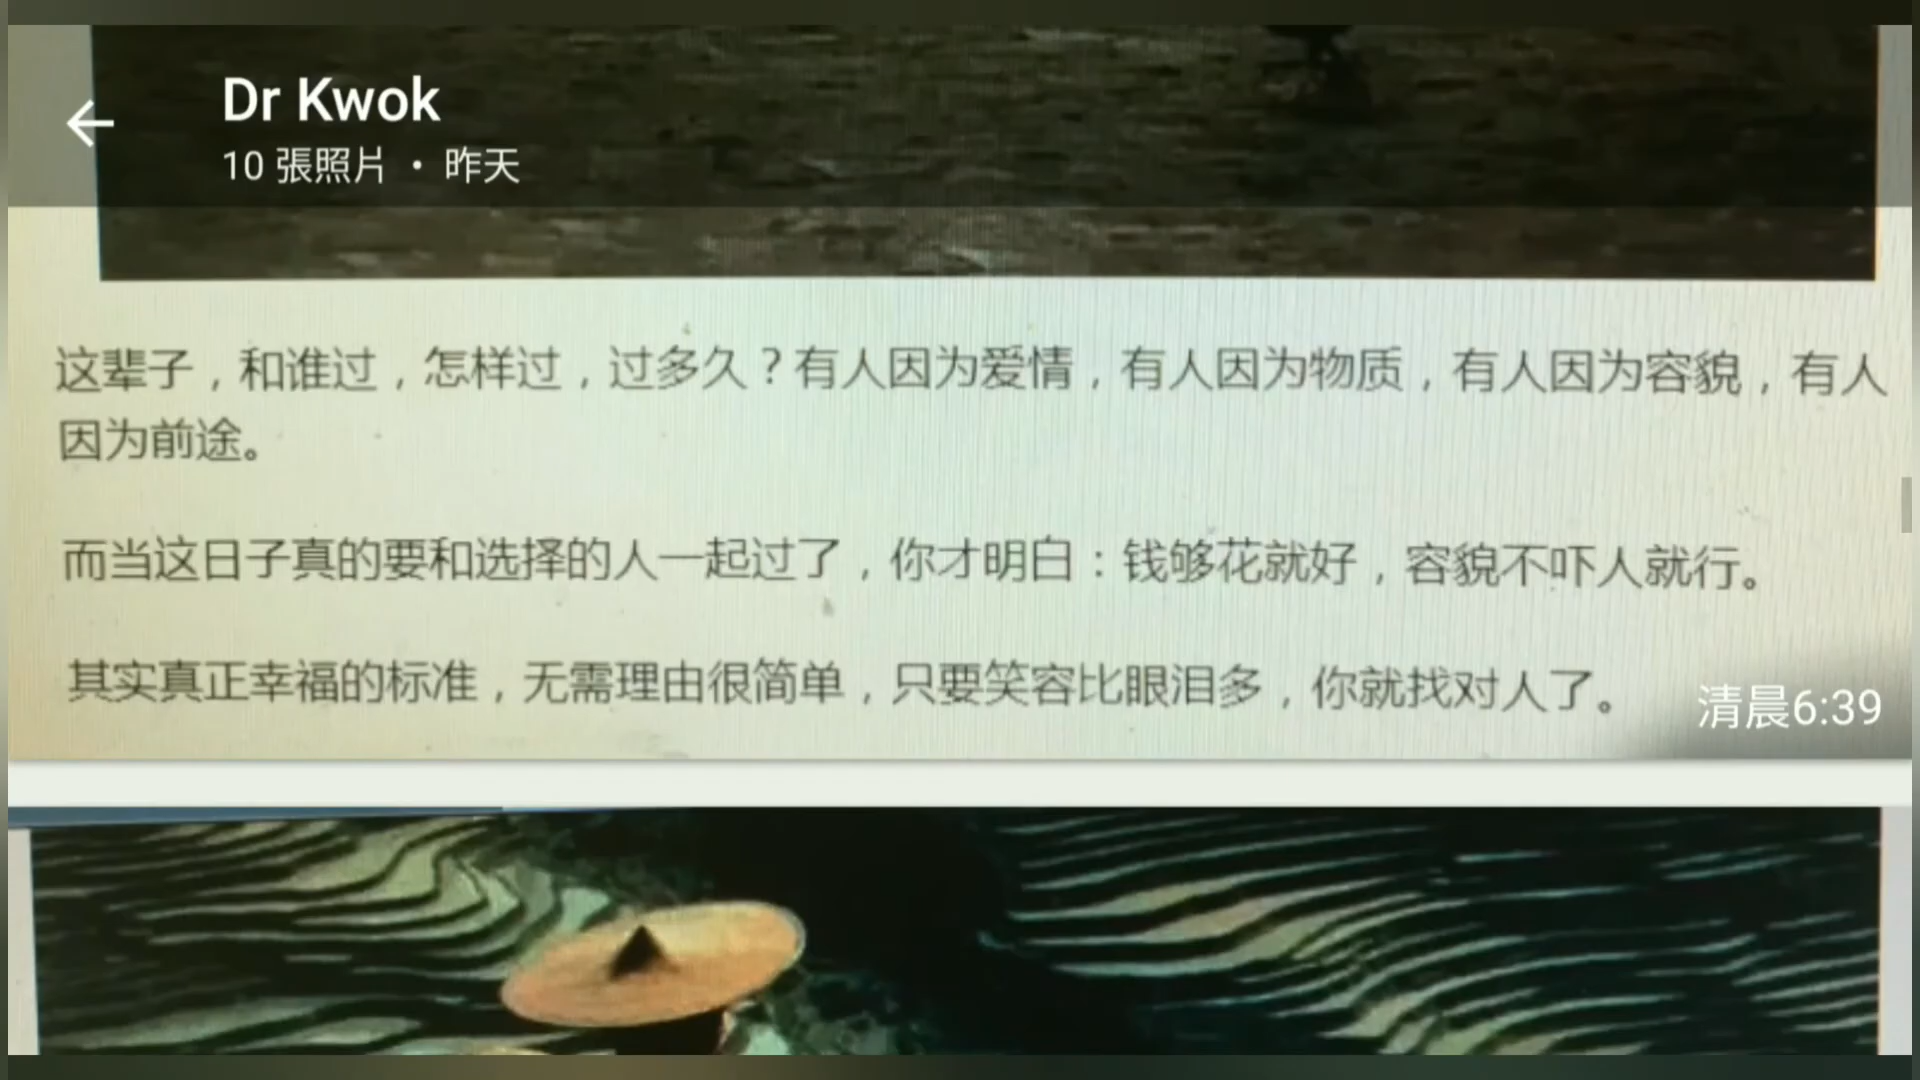 Dr Kwok
10 張照片 • 昨天
这辈子，和谁过，怎样过，过多久？有人因为爱情，有人因为物质，有人因为容貌，有人
因为前途。
而当这日子真的要和选择的人一起过了，你才明白：钱够花就好，容貌不吓人就行。
其实真正幸福的标准，无需理由很简单，只要笑容比眼泪多，你就找对人了。
清晨6:39